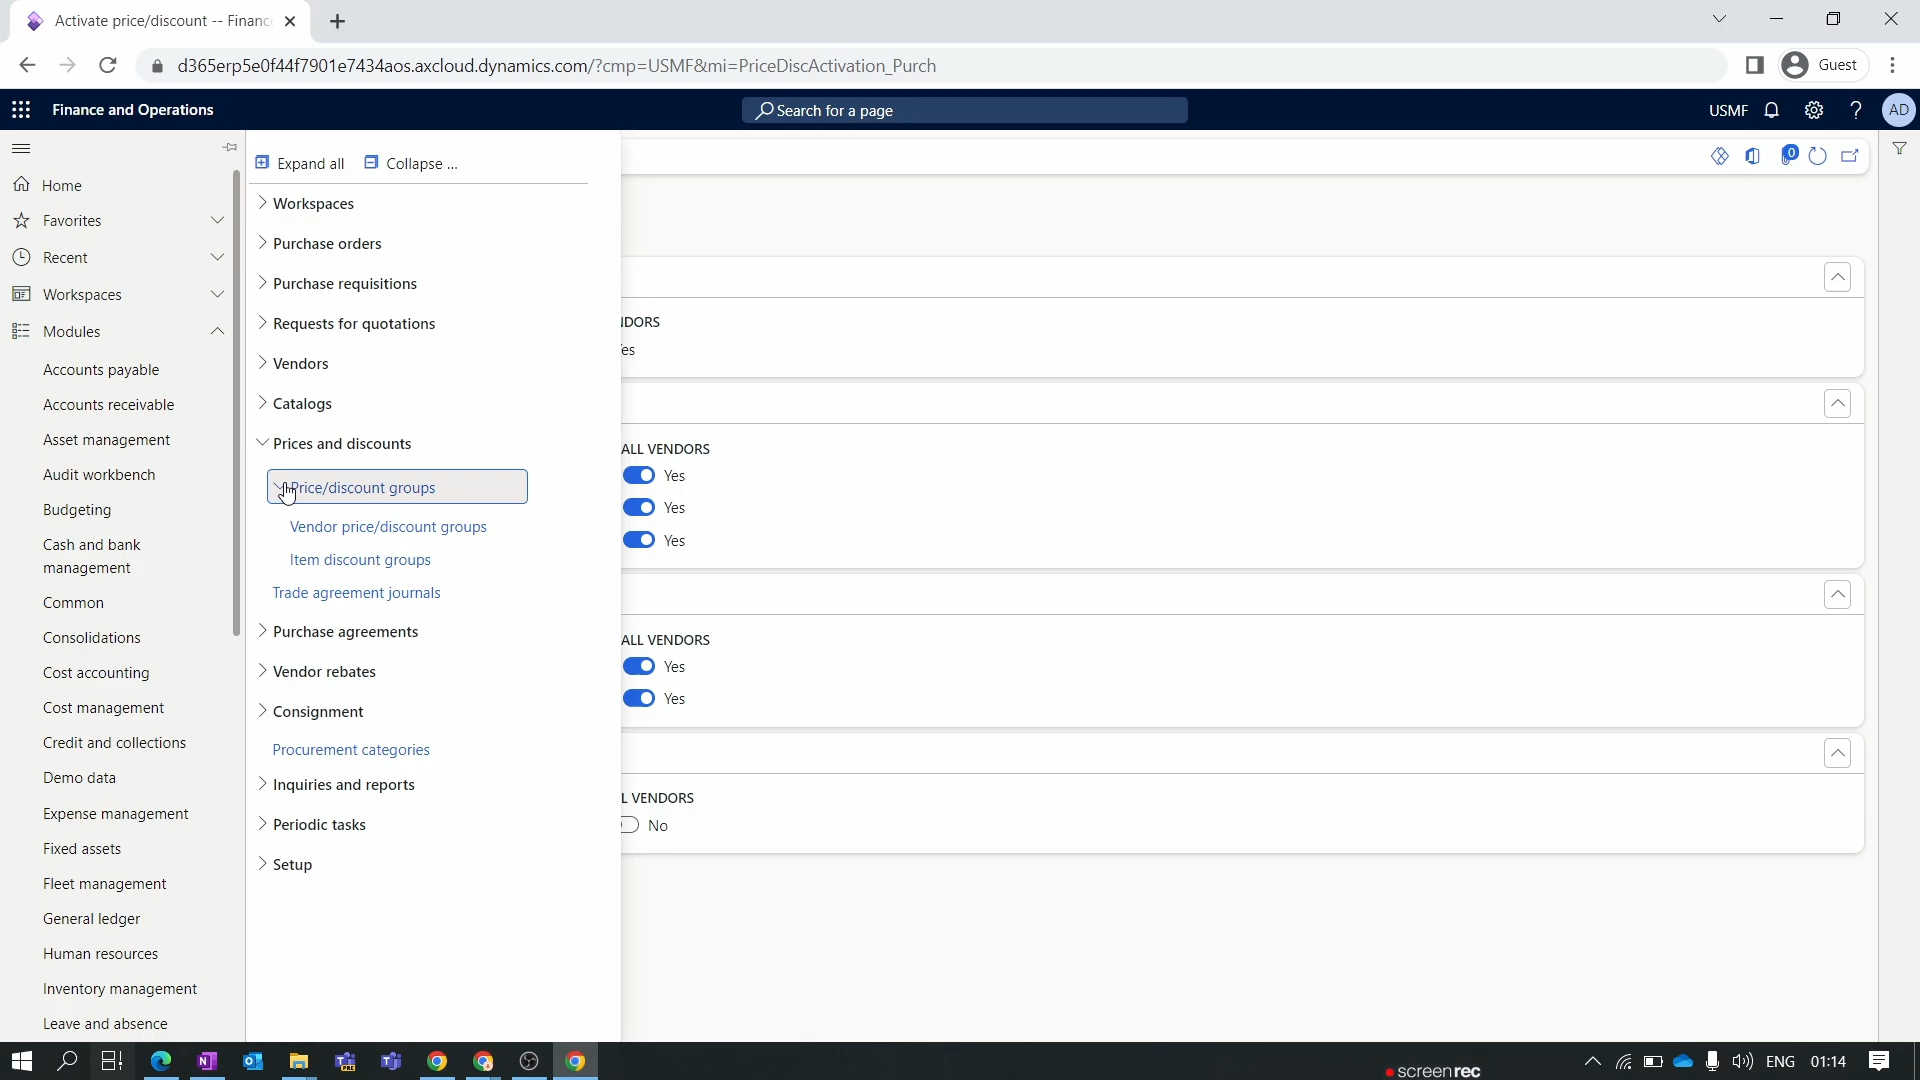 Activate price/discount -- Financ
d365erp5e0f44f7901e7434aos.axcloud.dynamics.com/?cmp=USMF&mi=PriceDiscActivation_Purch
Guest
Finance and Operations
Search for a page
USMF
AD
Expand all
Collapse ...
0
Home
Favorites
Recent
Workspaces
Modules
Accounts payable
Accounts receivable
Asset management
Audit workbench
Budgeting
Cash and bank
management
Common
Consolidations
Cost accounting
Cost management
Credit and collections
Demo data
Expense management
Fixed assets
Fleet management
General ledger
Human resources
Inventory management
Leave and absence
Workspaces
Purchase orders
Purchase requisitions
Requests for quotations
Vendors
Catalogs
Prices and discounts
Price/discount groups
Vendor price/discount groups
Item discount groups
Trade agreement journals
Purchase agreements
Vendor rebates
Consignment
Procurement categories
Inquiries and reports
Periodic tasks
Setup
NDORS
Yes
ALL VENDORS
Yes
Yes
Yes
ALL VENDORS
Yes
Yes
L VENDORS
No
screenrec
ENG
01:14